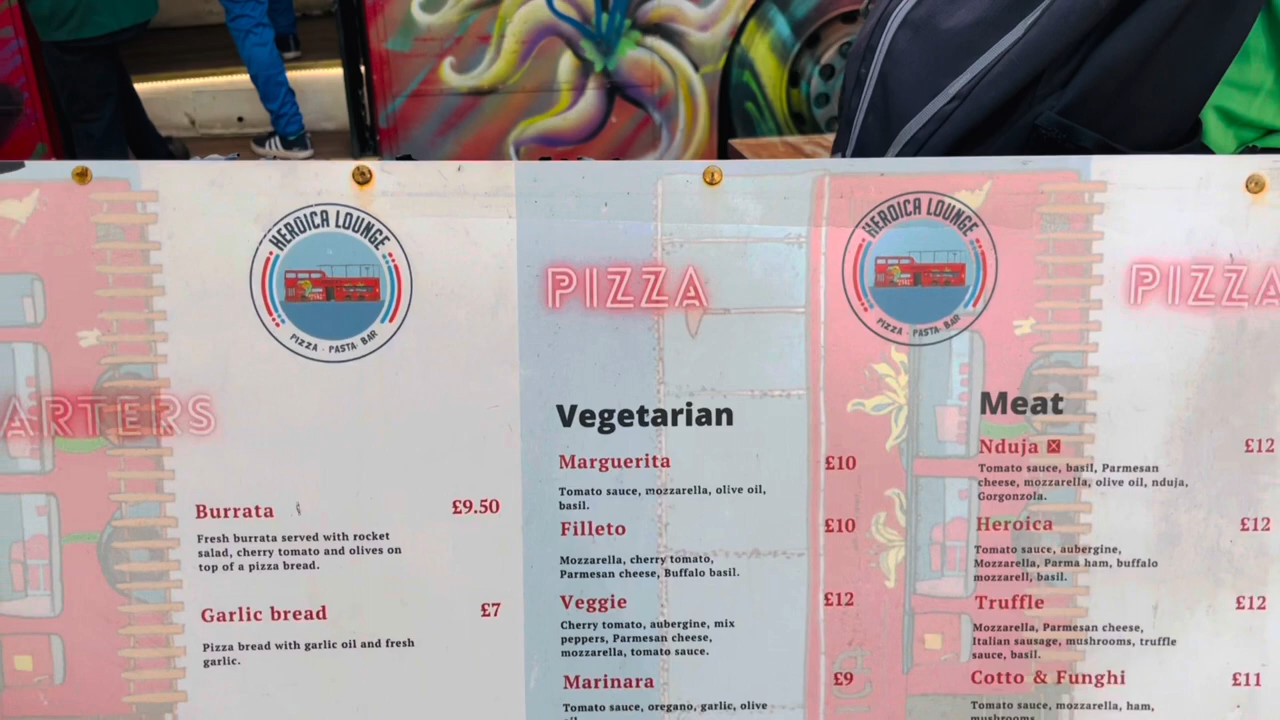 HEROICA LOUNGE
PIZZA · PASTA · BAR
ARTERS
Burrata £9.50
Fresh burrata served with rocket
salad, cherry tomato and olives on
top of a pizza bread.
Garlic bread £7
Pizza bread with garlic oil and fresh
garlic.
PIZZA
Vegetarian
Marguerita £10
Tomato sauce, mozzarella, olive oil,
basil.
Filleto £10
Mozzarella, cherry tomato,
Parmesan cheese, Buffalo basil.
Veggie £12
Cherry tomato, aubergine, mix
peppers, Parmesan cheese,
mozzarella, tomato sauce.
Marinara £9
Tomato sauce, oregano, garlic, olive
oil.
HEROICA LOUNGE
PIZZA · PASTA · BAR
PIZZA
Meat
Nduja £12
Tomato sauce, basil, Parmesan
cheese, mozzarella, olive oil, nduja,
Gorgonzola.
Heroica £12
Tomato sauce, aubergine,
Mozzarella, Parma ham, buffalo
mozzarell, basil.
Truffle £12
Mozzarella, Parmesan cheese,
Italian sausage, mushrooms, truffle
sauce, basil.
Cotto & Funghi £11
Tomato sauce, mozzarella, ham,
mushrooms